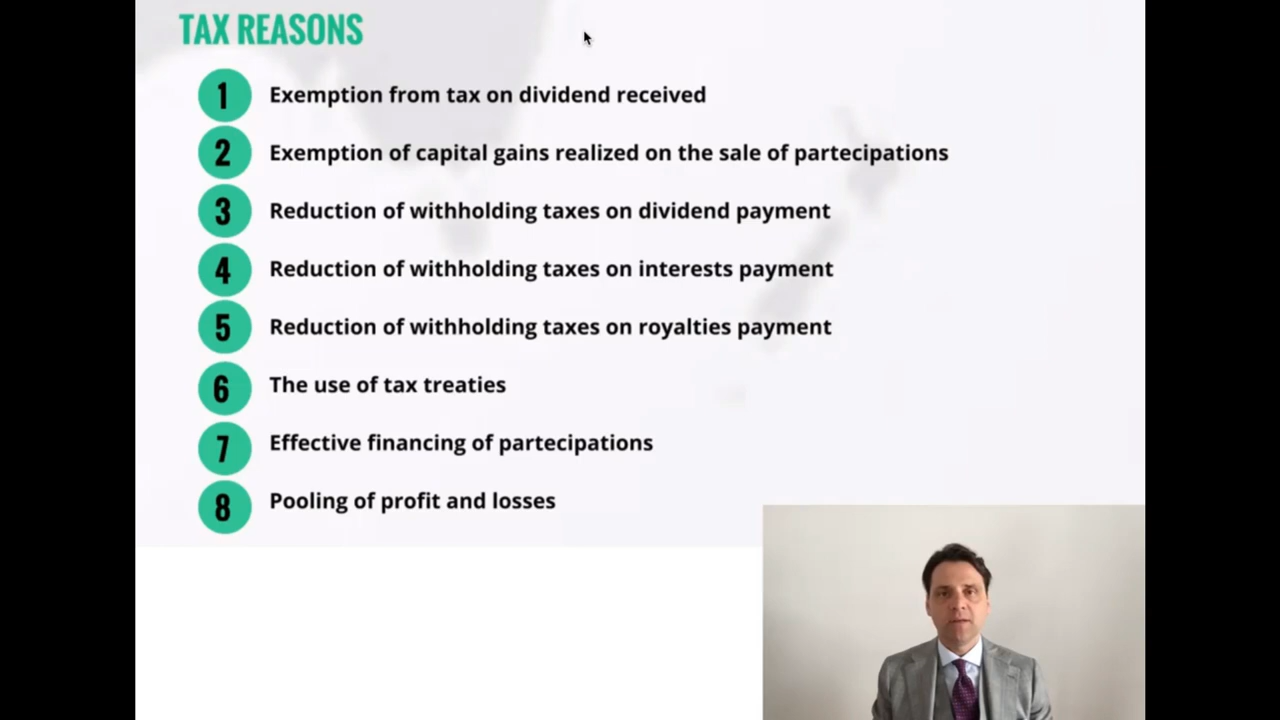 TAX REASONS
1 Exemption from tax on dividend received
2 Exemption of capital gains realized on the sale of partecipations
3 Reduction of withholding taxes on dividend payment
4 Reduction of withholding taxes on interests payment
5 Reduction of withholding taxes on royalties payment
6 The use of tax treaties
7 Effective financing of partecipations
8 Pooling of profit and losses